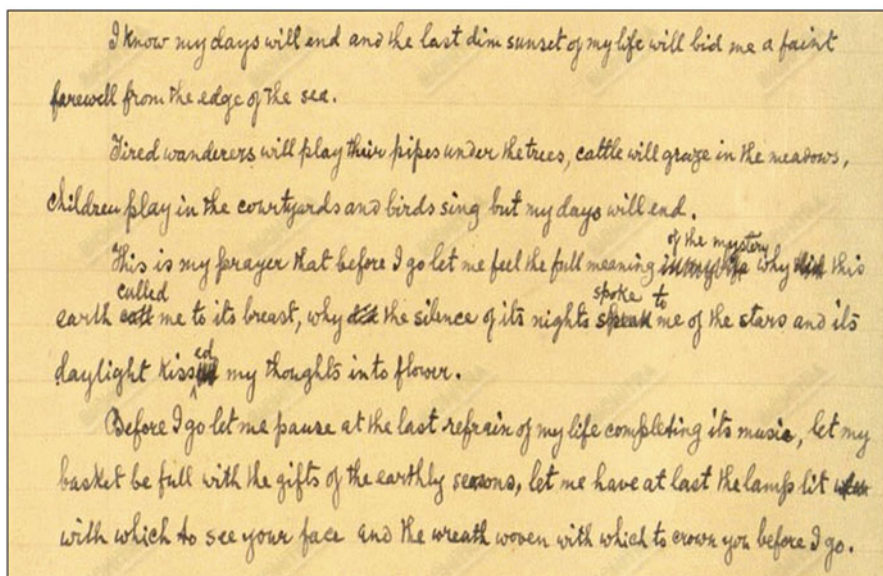 I know my days will end and the last dim sunset of my life will bid me a faint
farewell from the edge of the sea.
Tired wanderers will play their pipes under the trees, cattle will graze in the meadows,
children play in the courtyards and birds sing but my days will end.
of the mystery
This is my prayer that before I go let me feel the full meaning why did this
called spoke to
earth call me to its breast, why did the silence of its nights speak me of the stars and its
ed
daylight kiss my thoughts into flower.
Before I go let me pause at the last refrain of my life completing its music, let my
basket be full with the gifts of the earthly seasons, let me have at last the lamp lit
with which to see your face and the wreath woven with which to crown you before I go.